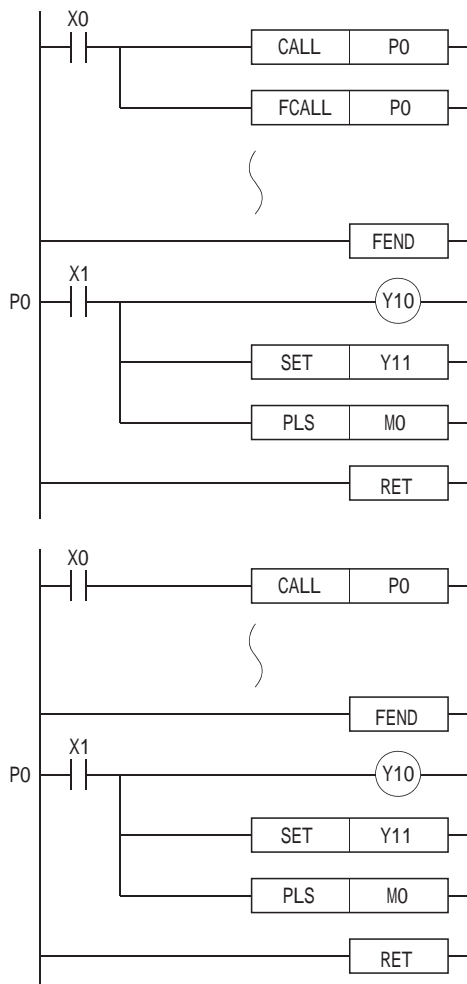 X0
CALL P0
FCALL P0
FEND
X1
P0 Y10
SET Y11
PLS M0
RET
X0
CALL P0
FEND
X1
P0 Y10
SET Y11
PLS M0
RET